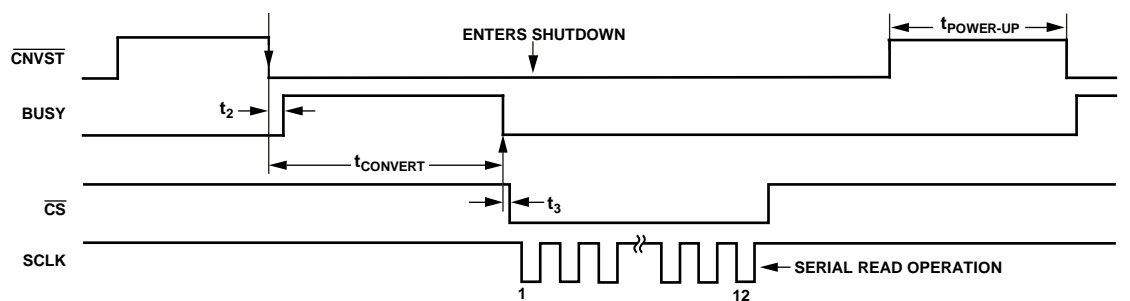 tPOWER-UP
ENTERS SHUTDOWN
CNVST
BUSY
t2
tCONVERT
CS
t3
SCLK
SERIAL READ OPERATION
1
12